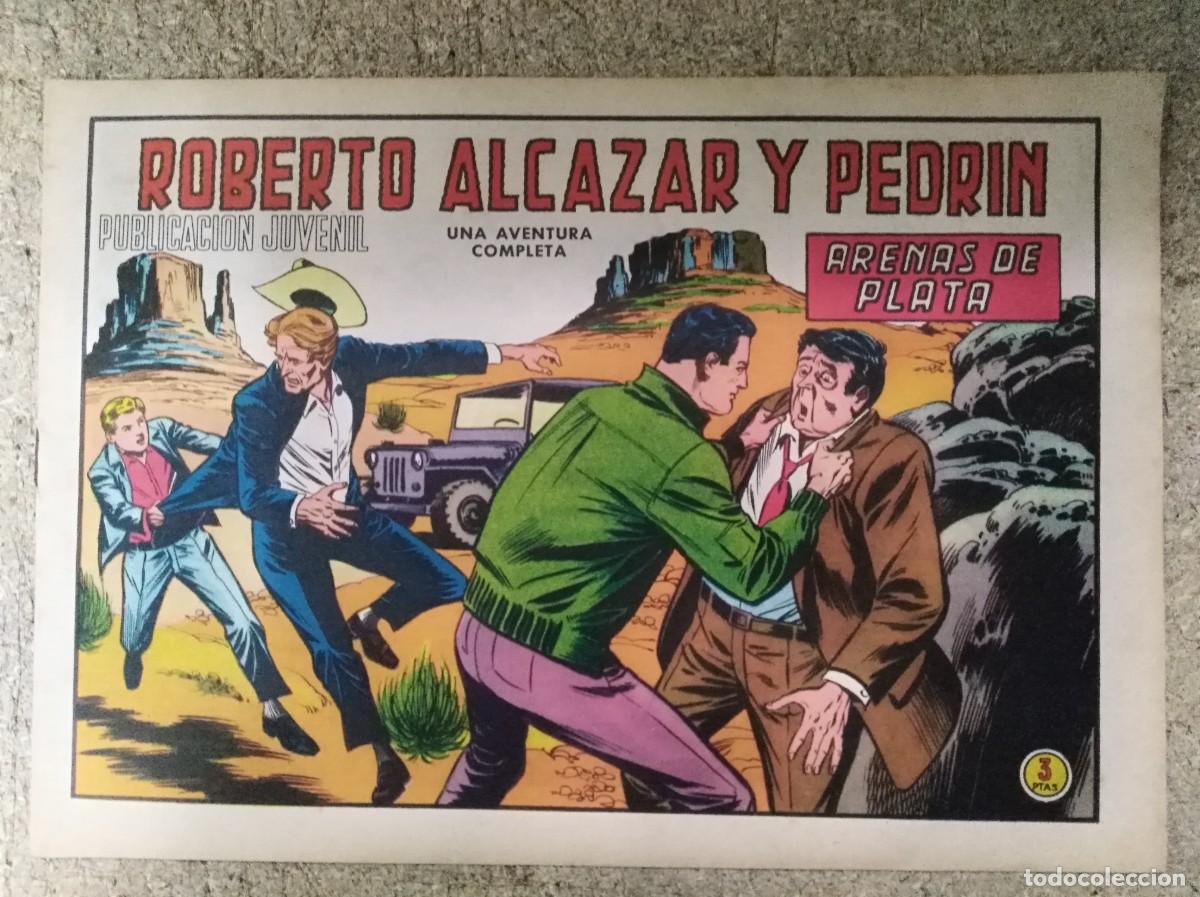 ROBERTO ALCAZAR Y PEDRIN
PUBLICACION JUVENIL
UNA AVENTURA
COMPLETA
ARENAS DE
PLATA
3
PTAS
todocoleccion